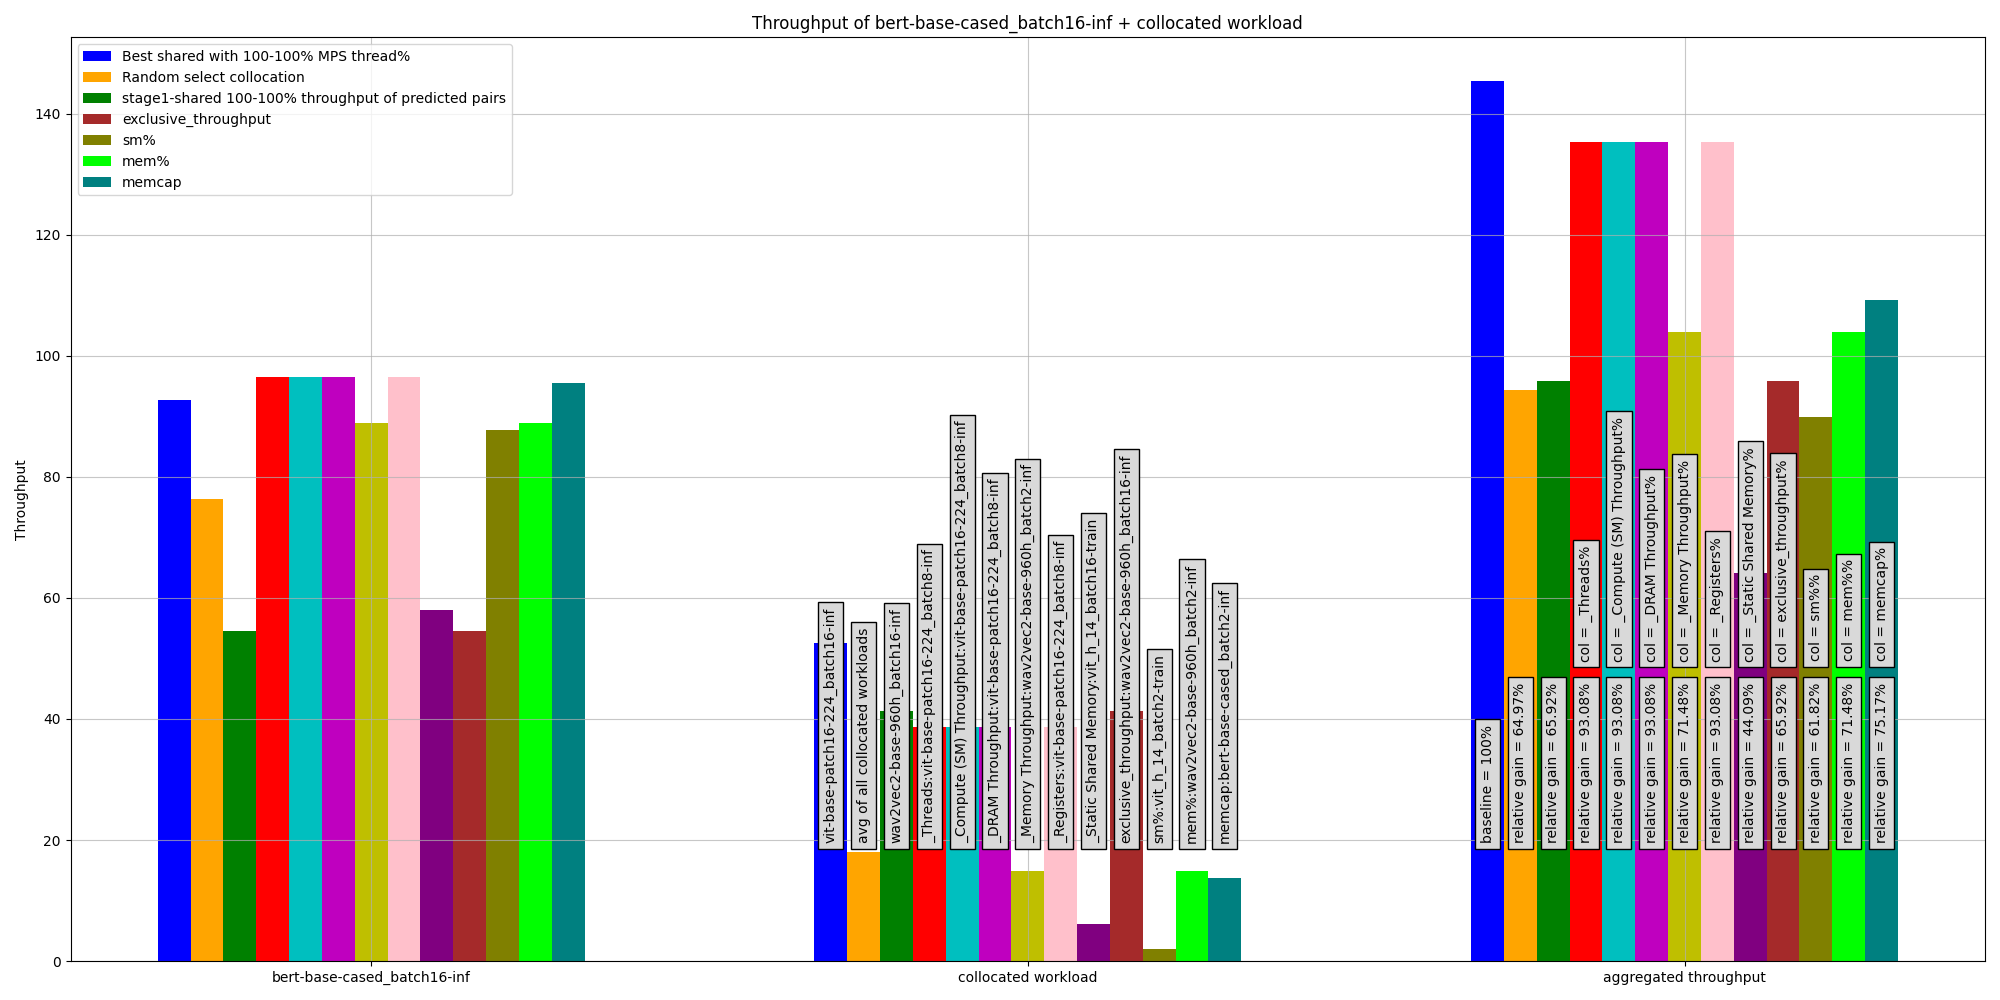 Throughput of bert-base-cased_batch16-inf + collocated workload
Best shared with 100-100% MPS thread%
Random select collocation
stage1-shared 100-100% throughput of predicted pairs
exclusive_throughput
sm%
mem%
memcap
Throughput
140
120
100
80
60
40
20
0
vit-base-patch16-224_batch16-inf
avg of all collocated workloads
wav2vec2-base-960h_batch16-inf
_Threads:vit-base-patch16-224_batch8-inf
_Compute (SM) Throughput:vit-base-patch16-224_batch8-inf
_DRAM Throughput:vit-base-patch16-224_batch8-inf
_Memory Throughput:wav2vec2-base-960h_batch2-inf
_Registers:vit-base-patch16-224_batch8-inf
_Static Shared Memory:vit_h_14_batch16-train
exclusive_throughput:wav2vec2-base-960h_batch16-inf
sm%:vit_h_14_batch2-train
mem%:wav2vec2-base-960h_batch2-inf
memcap:bert-base-cased_batch2-inf
col = _Threads%
col = _Compute (SM) Throughput%
col = _DRAM Throughput%
col = _Memory Throughput%
col = _Registers%
col = _Static Shared Memory%
col = exclusive_throughput%
col = sm%%
col = mem%%
col = memcap%
baseline = 100%
relative gain = 64.97%
relative gain = 65.92%
relative gain = 93.08%
relative gain = 93.08%
relative gain = 93.08%
relative gain = 71.48%
relative gain = 93.08%
relative gain = 44.09%
relative gain = 65.92%
relative gain = 61.82%
relative gain = 71.48%
relative gain = 75.17%
bert-base-cased_batch16-inf
collocated workload
aggregated throughput